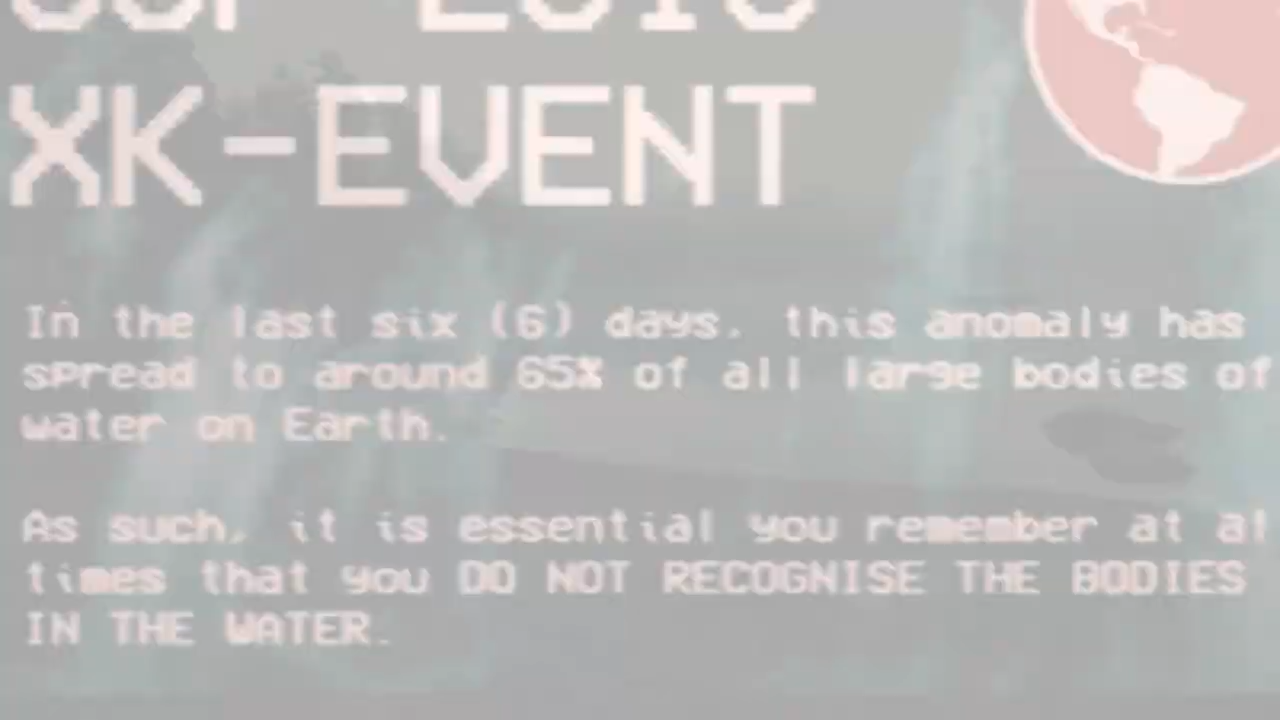 XK-EVENT
In the last six (6) days, this anomaly has
spread to around 65% of all large bodies of
water on Earth.
As such, it is essential you remember at al
times that you DO NOT RECOGNISE THE BODIES
IN THE WATER.